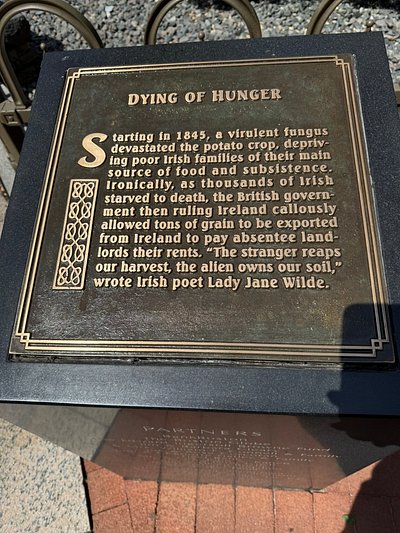 DYING OF HUNGER
Starting in 1845, a virulent fungus
devastated the potato crop, depriv-
ing poor Irish families of their main
source of food and subsistence.
Ironically, as thousands of Irish
starved to death, the British govern-
ment then ruling Ireland callously
allowed tons of grain to be exported
from Ireland to pay absentee land-
lords their rents. “The stranger reaps
our harvest, the alien owns our soil,”
wrote Irish poet Lady Jane Wilde.
PARTNERS